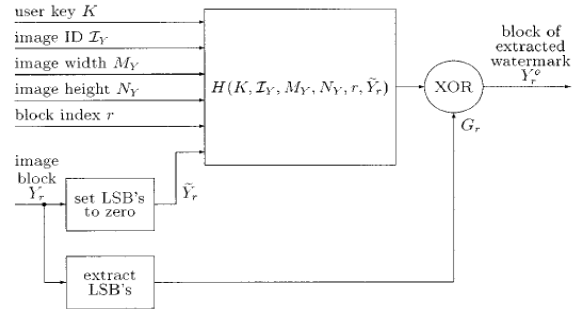 user key K
image ID 𝓘_Y
image width M_Y
image height N_Y
block index r
H(K, 𝓘_Y, M_Y, N_Y, r, Ỹ_r)
XOR
block of
extracted
watermark
Y_r^o
G_r
image
block
Y_r
set LSB's
to zero
Ỹ_r
extract
LSB's